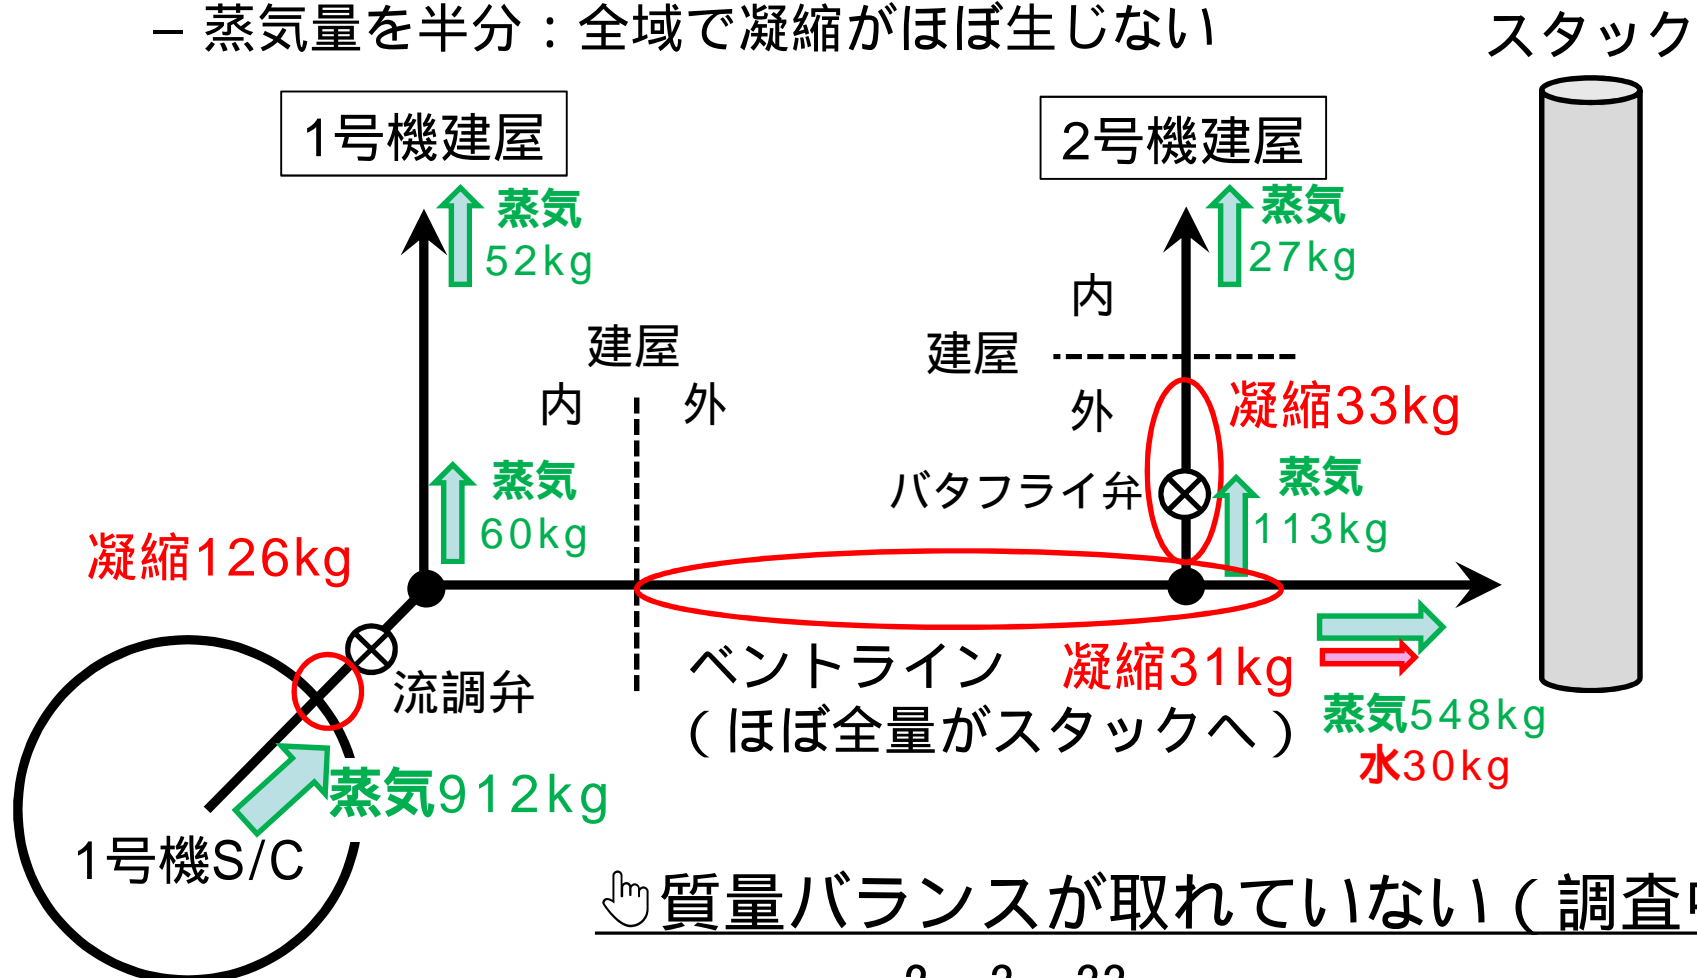 – 蒸気量を半分：全域で凝縮がほぼ生じない
スタック
1号機建屋
2号機建屋
蒸気
52kg
蒸気
27kg
内
建屋
建屋
内
外
外
凝縮33kg
バタフライ弁
蒸気
60kg
蒸気
113kg
凝縮126kg
流調弁
ベントライン
凝縮31kg
（ほぼ全量がスタックへ）
蒸気548kg
水30kg
蒸気912kg
1号機S/C
質量バランスが取れていない（調査